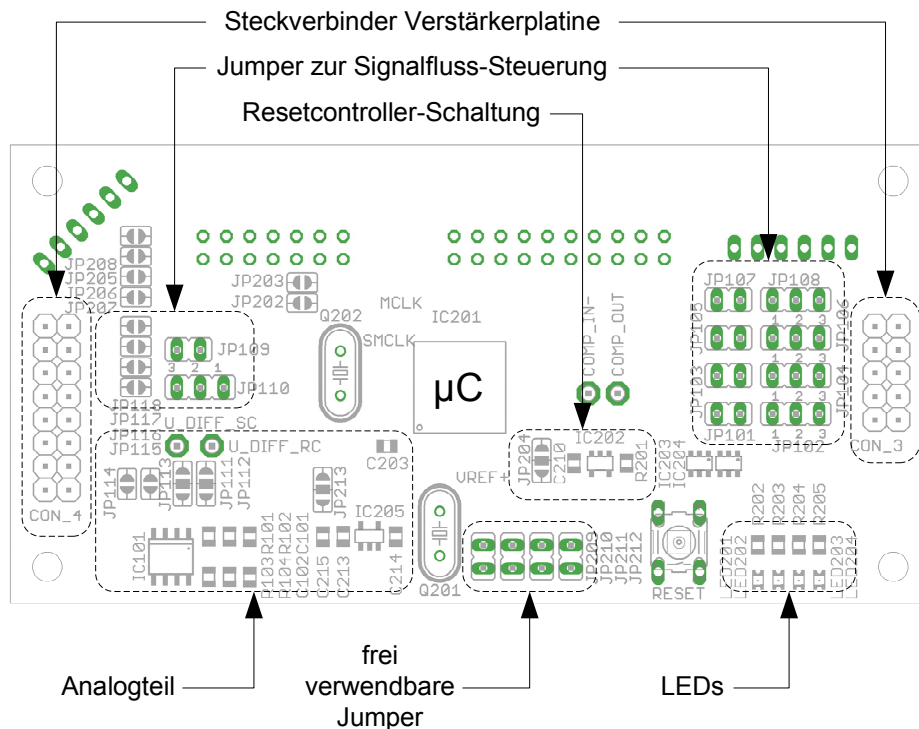 Steckverbinder Verstärkerplatine
Jumper zur Signalfluss-Steuerung
Resetcontroller-Schaltung
JP208
JP205
JP206
JP207
JP203
JP202
MCLK
SMCLK
IC201
Q202
µC
COMP_IN-
COMP_OUT
JP107
JP108
JP105
JP106
1 2 3
JP103
JP104
1 2 3
1 2 3
JP101
JP102
1 2 3
CON_3
JP109
3 2 1
JP110
JP118
JP117
JP116
JP115
U_DIFF_SC
U_DIFF_RC
CON_4
JP114
JP113
JP111
JP112
JP213
C203
IC205
IC101
R103 R101
R104 R102
C102 C101
C215
C213
C214
VREF+
JP204
C210
IC202
R201
IC203
IC204
Q201
JP209
JP210
JP211
JP212
RESET
R202
R203
R204
R205
LED202
LED203
LED204
Analogteil
frei
verwendbare
Jumper
LEDs